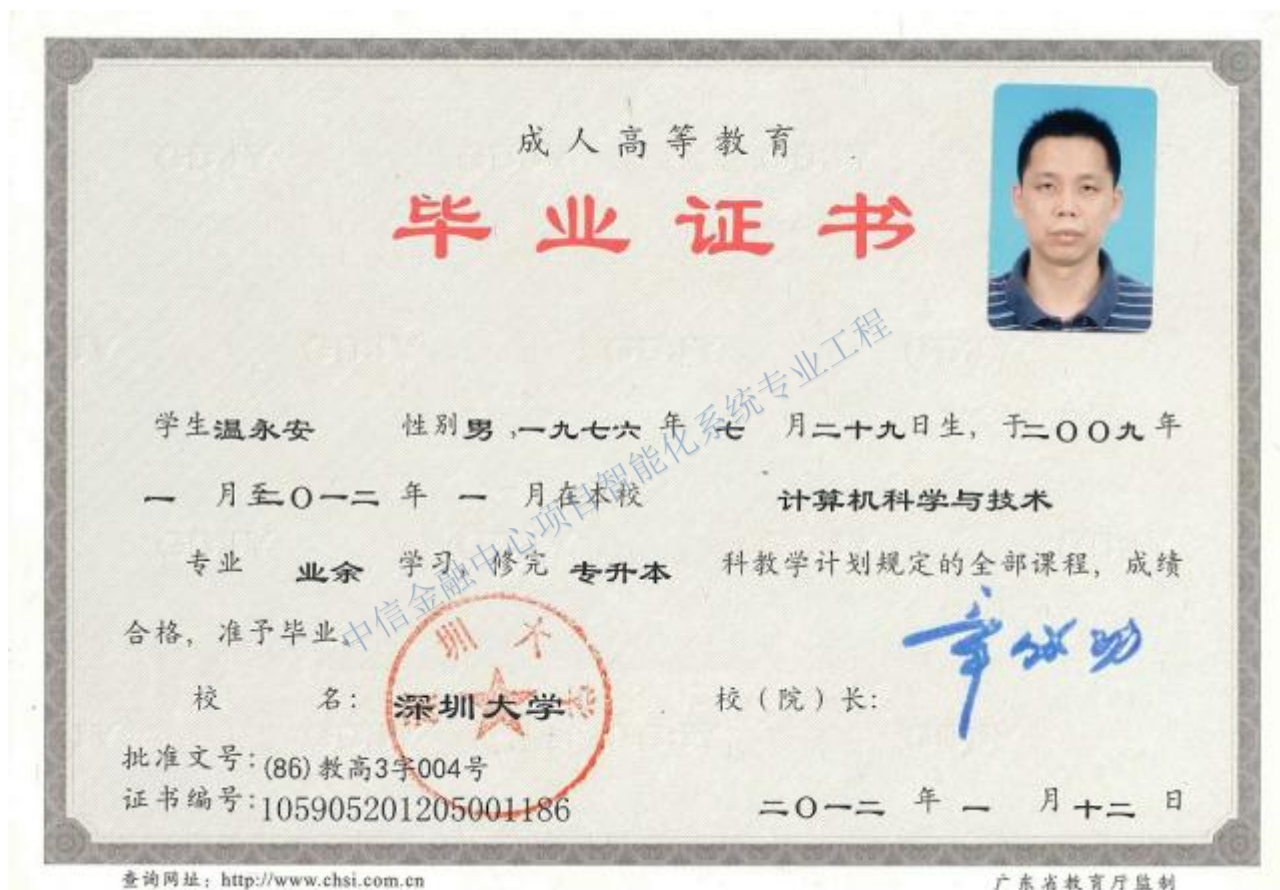 成人高等教育
毕业证书
学生温永安 性别男,一九七六年七月二十九日生,于二〇〇九年
一月至二〇一二年一月在本校 计算机科学与技术
专业 业余 学习,修完 专升本 科教学计划规定的全部课程,成绩
合格,准予毕业。
校 名: 深圳大学 校(院)长:
批准文号:(86)教高3字004号
证书编号:105905201205001186 二〇一二年一月十二日
查询网址:http://www.chsi.com.cn 广东省教育厅监制
中信金融中心项目智能化系统专业工程